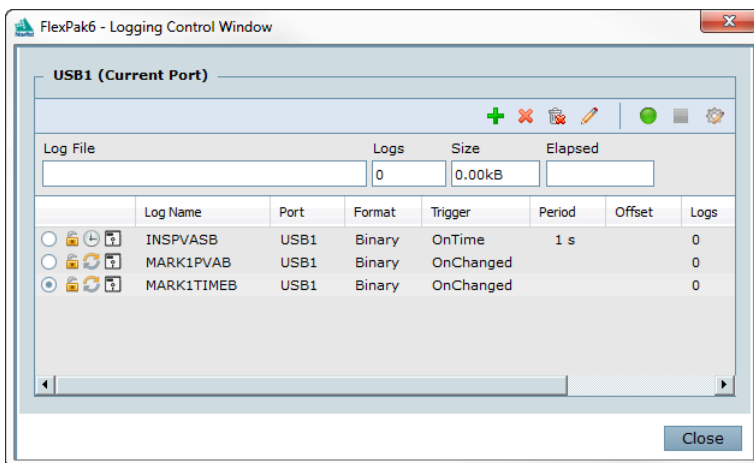 FlexPak6 - Logging Control Window
USB1 (Current Port)
Log File Logs Size Elapsed
0 0.00kB
Log Name Port Format Trigger Period Offset Logs
INSPVASB USB1 Binary OnTime 1 s 0
MARK1PVAB USB1 Binary OnChanged 0
MARK1TIMEB USB1 Binary OnChanged 0
Close